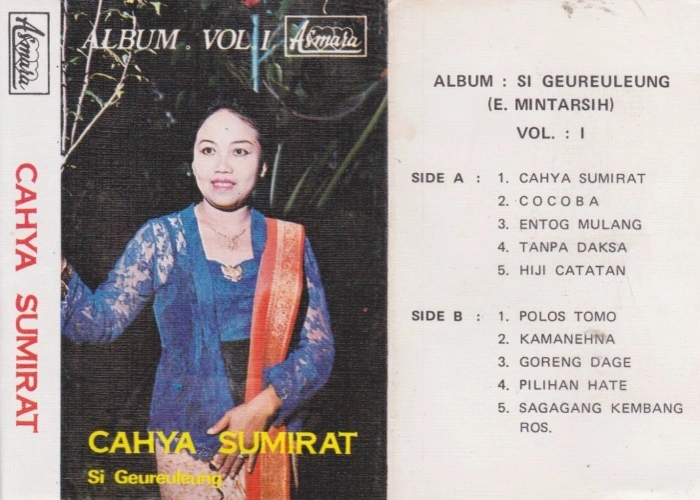 Asmara
CAHYA SUMIRAT
ALBUM . VOL. I
Asmara
CAHYA SUMIRAT
Si Geureuleung
ALBUM : SI GEUREULEUNG
(E. MINTARSIH)
VOL. : I
SIDE A : 1. CAHYA SUMIRAT
2. COCOBA
3. ENTOG MULANG
4. TANPA DAKSA
5. HIJI CATATAN
SIDE B : 1. POLOS TOMO
2. KAMANEHNA
3. GORENG DAGE
4. PILIHAN HATE
5. SAGAGANG KEMBANG
ROS.